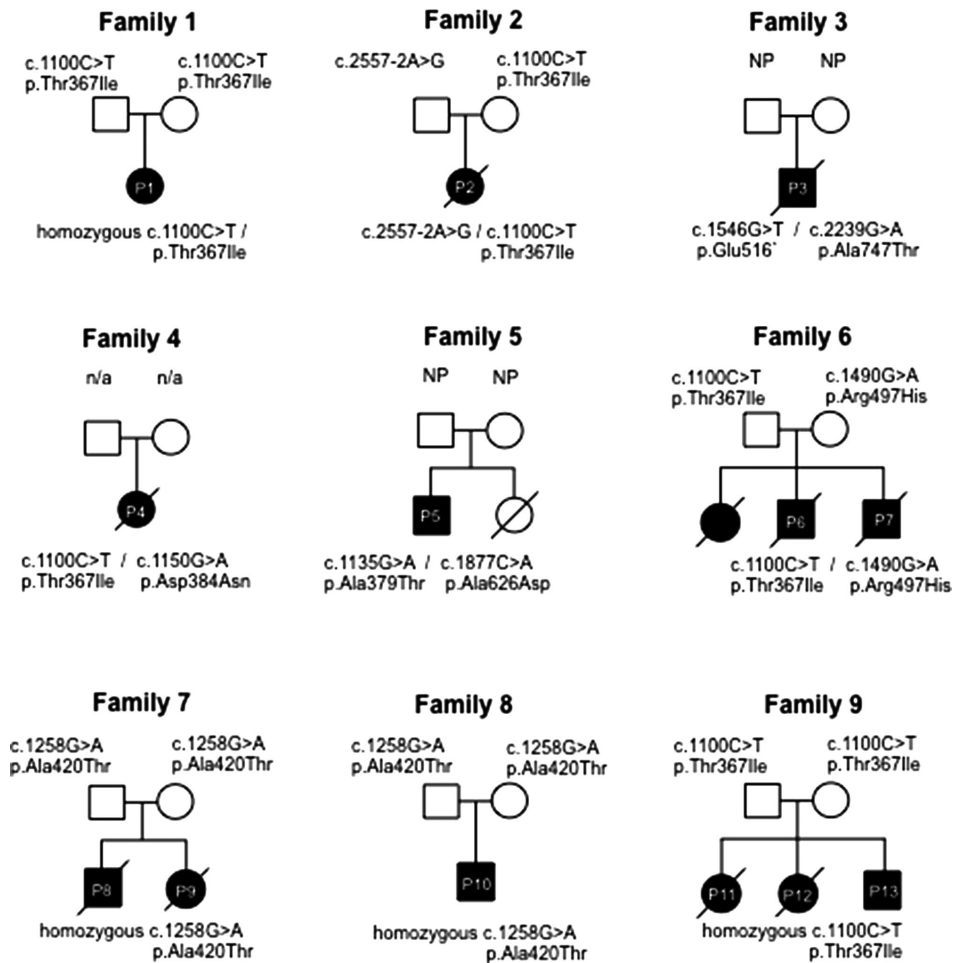 Family 1
c.1100C>T c.1100C>T
p.Thr367Ile p.Thr367Ile
P1
homozygous c.1100C>T /
p.Thr367Ile
Family 2
c.2557-2A>G c.1100C>T
p.Thr367Ile
P2
c.2557-2A>G / c.1100C>T
p.Thr367Ile
Family 3
NP NP
P3
c.1546G>T / c.2239G>A
p.Glu516* p.Ala747Thr
Family 4
n/a n/a
P4
c.1100C>T / c.1150G>A
p.Thr367Ile p.Asp384Asn
Family 5
NP NP
P5
c.1135G>A / c.1877C>A
p.Ala379Thr p.Ala626Asp
Family 6
c.1100C>T c.1490G>A
p.Thr367Ile p.Arg497His
P6 P7
c.1100C>T / c.1490G>A
p.Thr367Ile p.Arg497His
Family 7
c.1258G>A c.1258G>A
p.Ala420Thr p.Ala420Thr
P8 P9
homozygous c.1258G>A
p.Ala420Thr
Family 8
c.1258G>A c.1258G>A
p.Ala420Thr p.Ala420Thr
P10
homozygous c.1258G>A
p.Ala420Thr
Family 9
c.1100C>T c.1100C>T
p.Thr367Ile p.Thr367Ile
P11 P12 P13
homozygous c.1100C>T
p.Thr367Ile